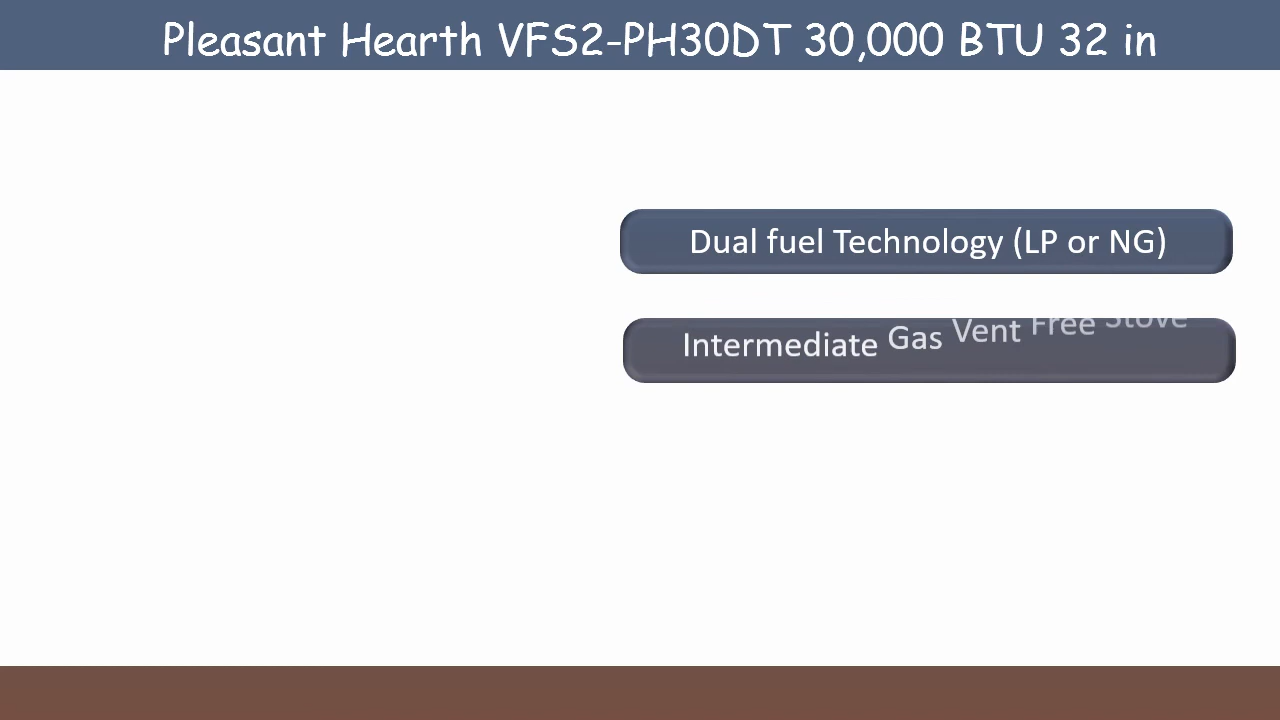 Pleasant Hearth VFS2-PH30DT 30,000 BTU 32 in
Dual fuel Technology (LP or NG)
Intermediate Gas Vent Free Stove